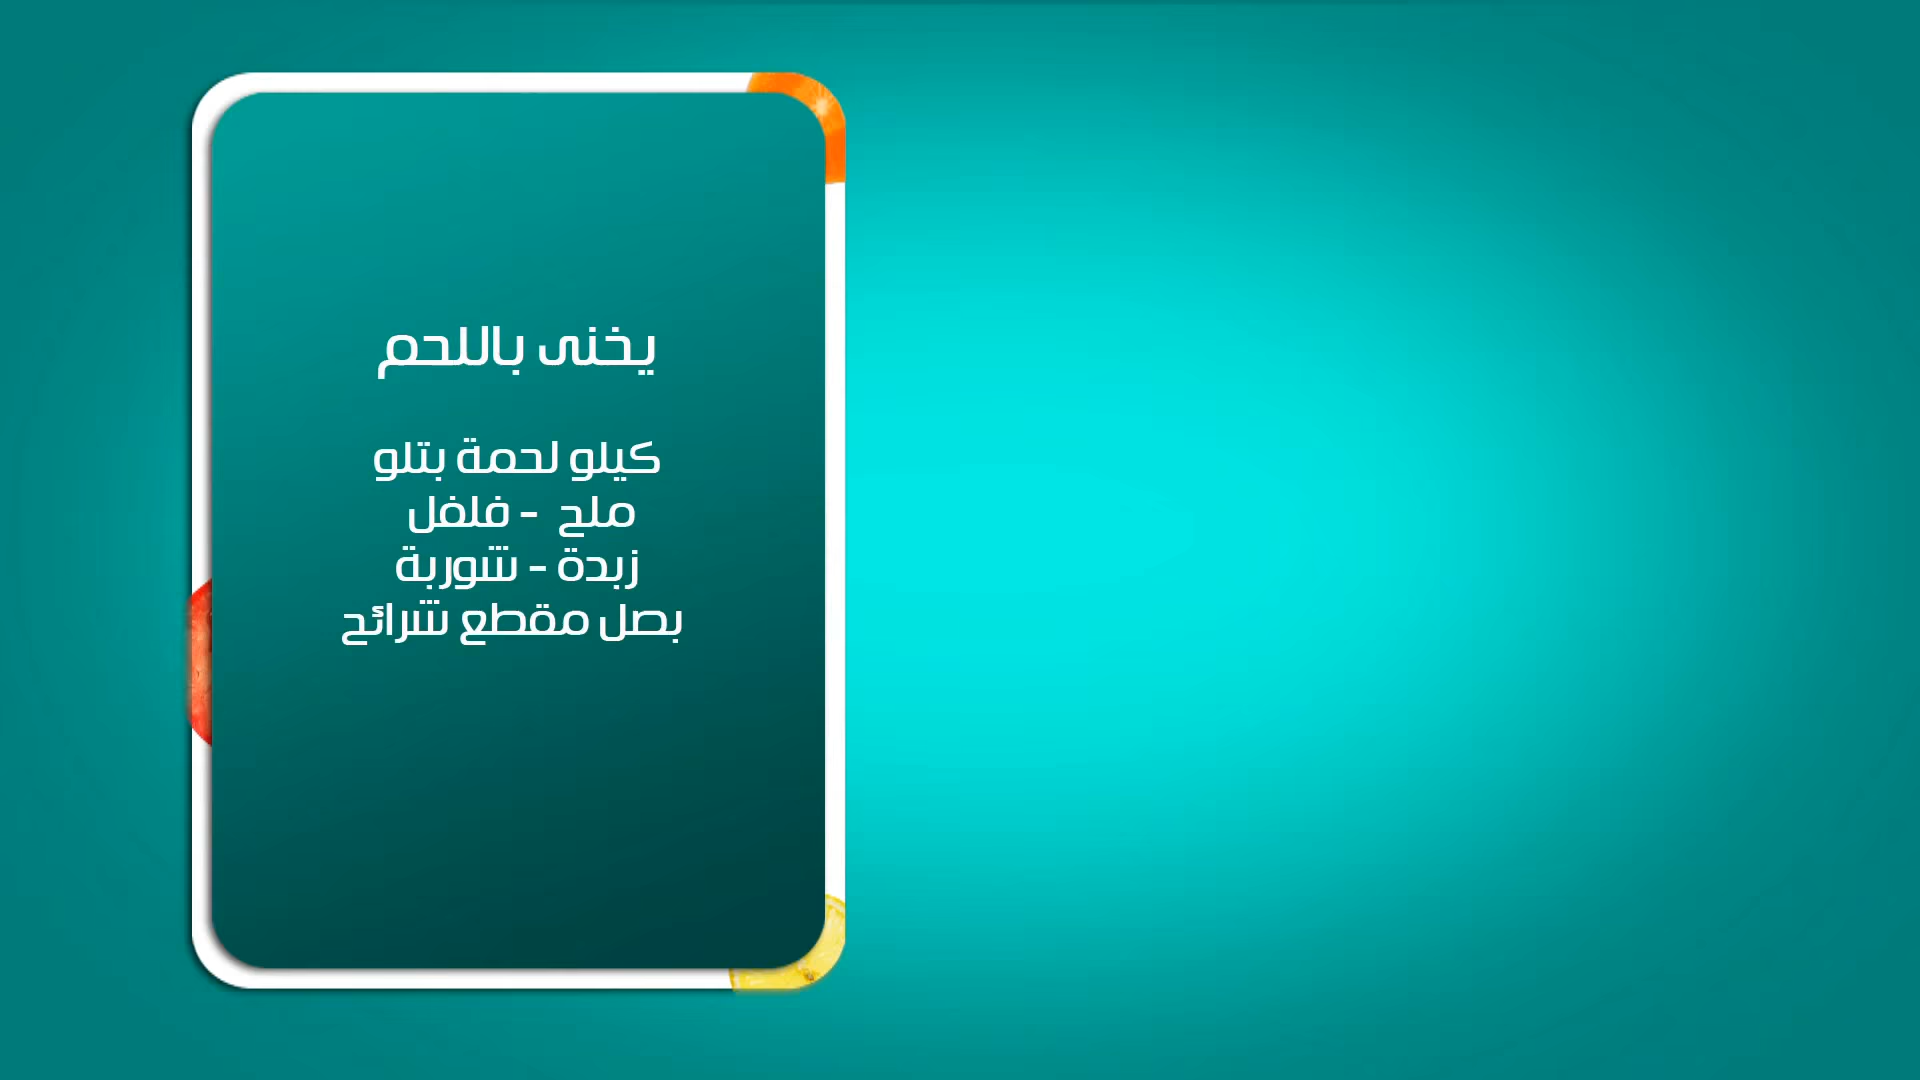 يخنى باللحم
كيلو لحمة بتلو
ملح - فلفل
زبدة - شوربة
بصل مقطع شرائح